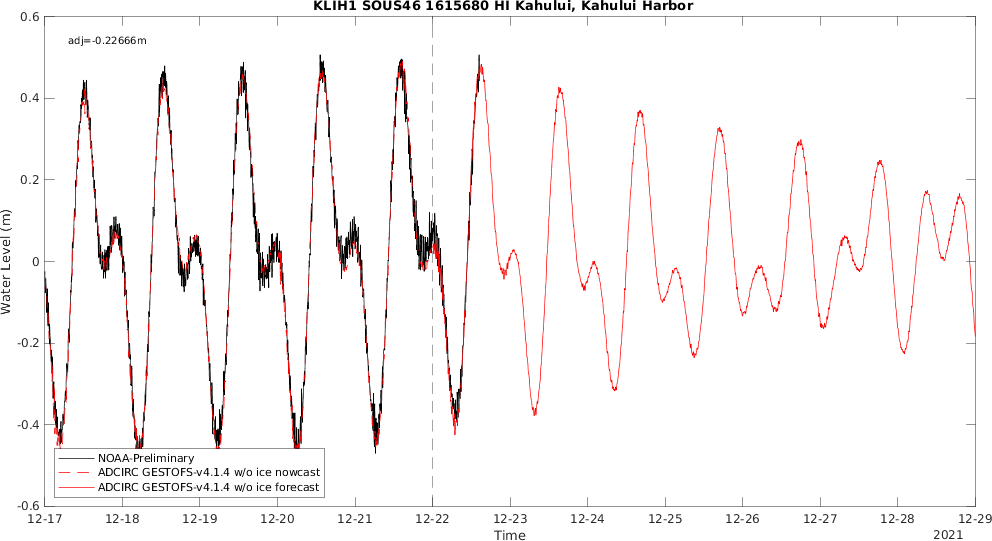 KLIH1 SOUS46 1615680 HI Kahului, Kahului Harbor
adj=-0.22666m
0.6
0.4
0.2
0
-0.2
-0.4
-0.6
Water Level (m)
NOAA-Preliminary
ADCIRC GESTOFS-v4.1.4 w/o ice nowcast
ADCIRC GESTOFS-v4.1.4 w/o ice forecast
12-17 12-18 12-19 12-20 12-21 12-22 12-23 12-24 12-25 12-26 12-27 12-28 12-29
Time
2021